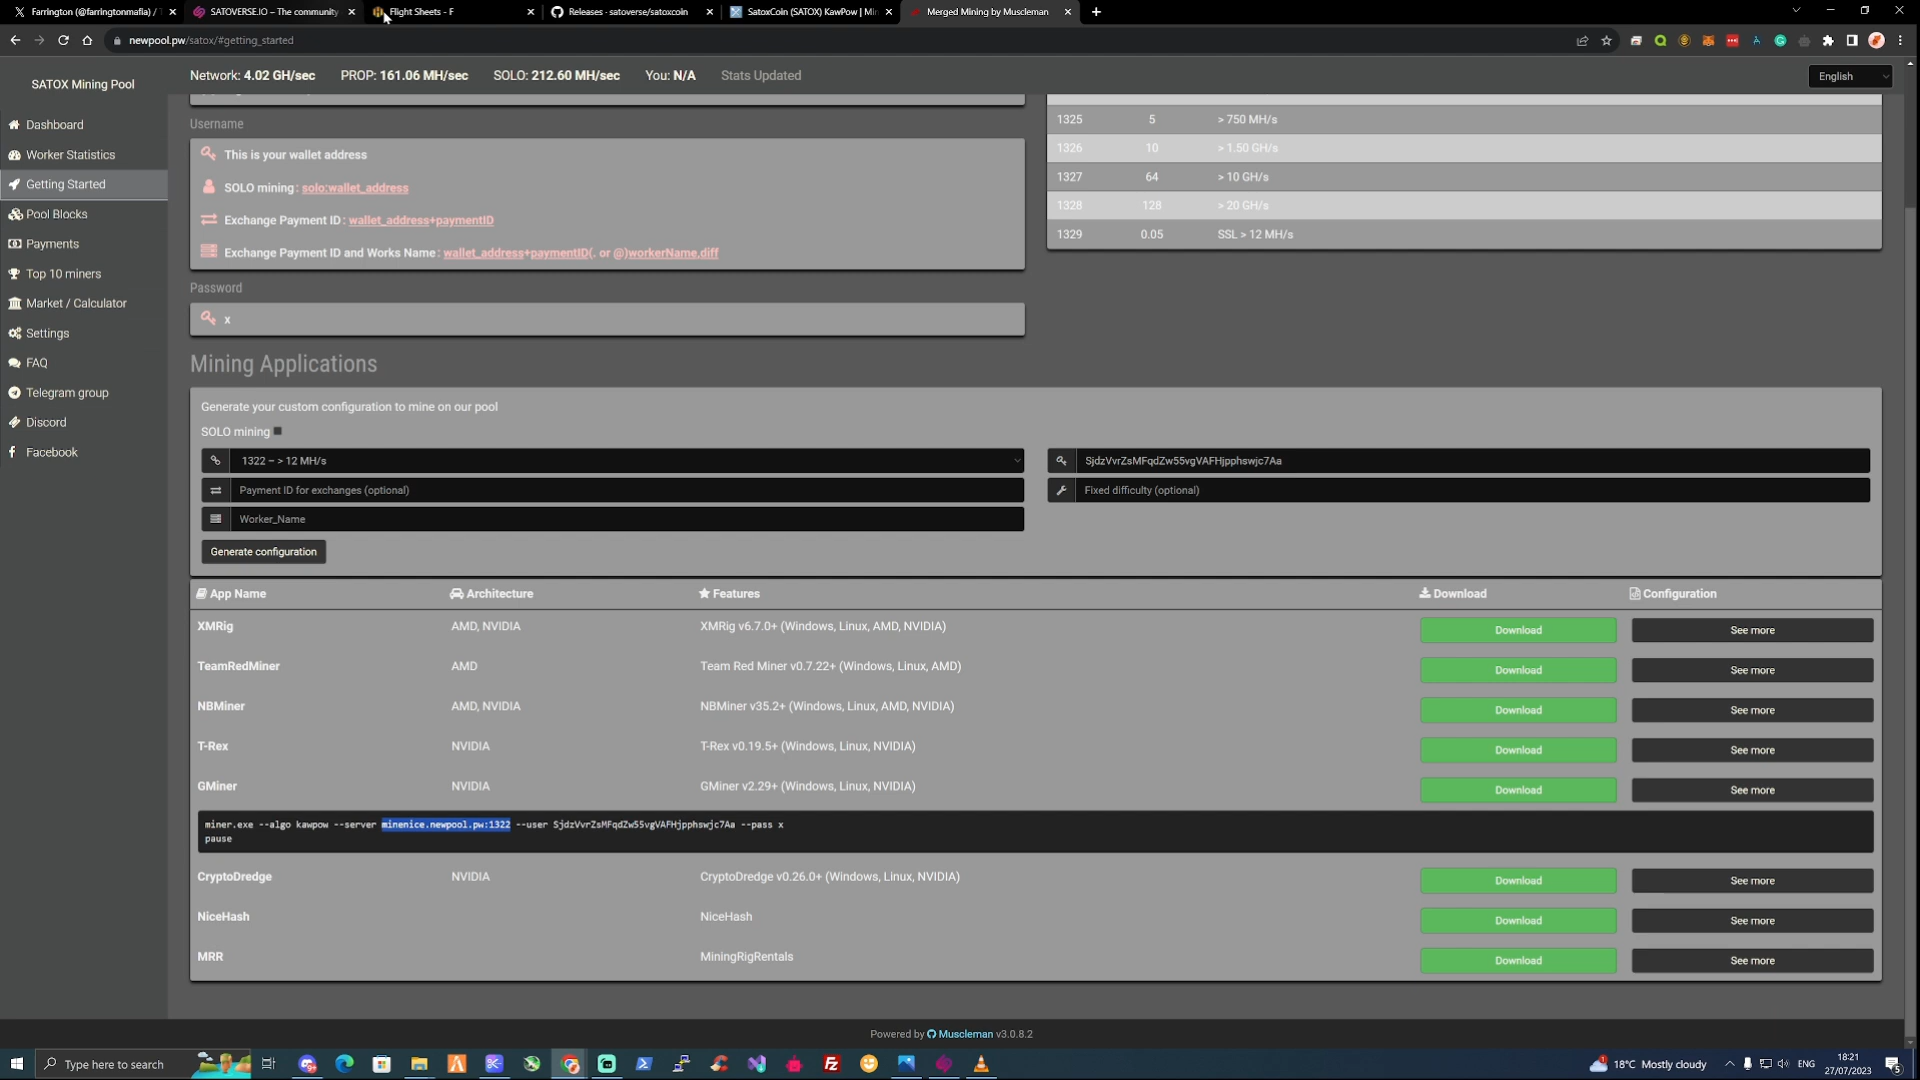 Farrington (@farringtonmafia) / T
SATOVERSE.IO – The community
Flight Sheets - F
Releases · satoverse/satoxcoin
SatoxCoin (SATOX) KawPow | Mi
Merged Mining by Muscleman
newpool.pw/satox/#getting_started
SATOX Mining Pool
Network: 4.02 GH/sec
PROP: 161.06 MH/sec
SOLO: 212.60 MH/sec
You: N/A
Stats Updated
English
Dashboard
Worker Statistics
Getting Started
Pool Blocks
Payments
Top 10 miners
Market / Calculator
Settings
FAQ
Telegram group
Discord
Facebook
Username
This is your wallet address
SOLO mining: solo:wallet_address
Exchange Payment ID: wallet_address+paymentID
Exchange Payment ID and Works Name: wallet_address+paymentID(. or @)workerName,diff
Password
x
1325 5 > 750 MH/s
1326 10 > 1.50 GH/s
1327 64 > 10 GH/s
1328 128 > 20 GH/s
1329 0.05 SSL > 12 MH/s
Mining Applications
Generate your custom configuration to mine on our pool
SOLO mining
1322 – > 12 MH/s
SjdzVvrZsMFqdZw55vgVAFHjpphswjc7Aa
Payment ID for exchanges (optional)
Fixed difficulty (optional)
Worker_Name
Generate configuration
App Name Architecture Features Download Configuration
XMRig AMD, NVIDIA XMRig v6.7.0+ (Windows, Linux, AMD, NVIDIA) Download See more
TeamRedMiner AMD Team Red Miner v0.7.22+ (Windows, Linux, AMD) Download See more
NBMiner AMD, NVIDIA NBMiner v35.2+ (Windows, Linux, AMD, NVIDIA) Download See more
T-Rex NVIDIA T-Rex v0.19.5+ (Windows, Linux, NVIDIA) Download See more
GMiner NVIDIA GMiner v2.29+ (Windows, Linux, NVIDIA) Download See more
miner.exe --algo kawpow --server minenice.newpool.pw:1322 --user SjdzVvrZsMFqdZw55vgVAFHjpphswjc7Aa --pass x
pause
CryptoDredge NVIDIA CryptoDredge v0.26.0+ (Windows, Linux, NVIDIA) Download See more
NiceHash NiceHash Download See more
MRR MiningRigRentals Download See more
Powered by Muscleman v3.0.8.2
Type here to search
18°C Mostly cloudy
ENG
18:21
27/07/2023